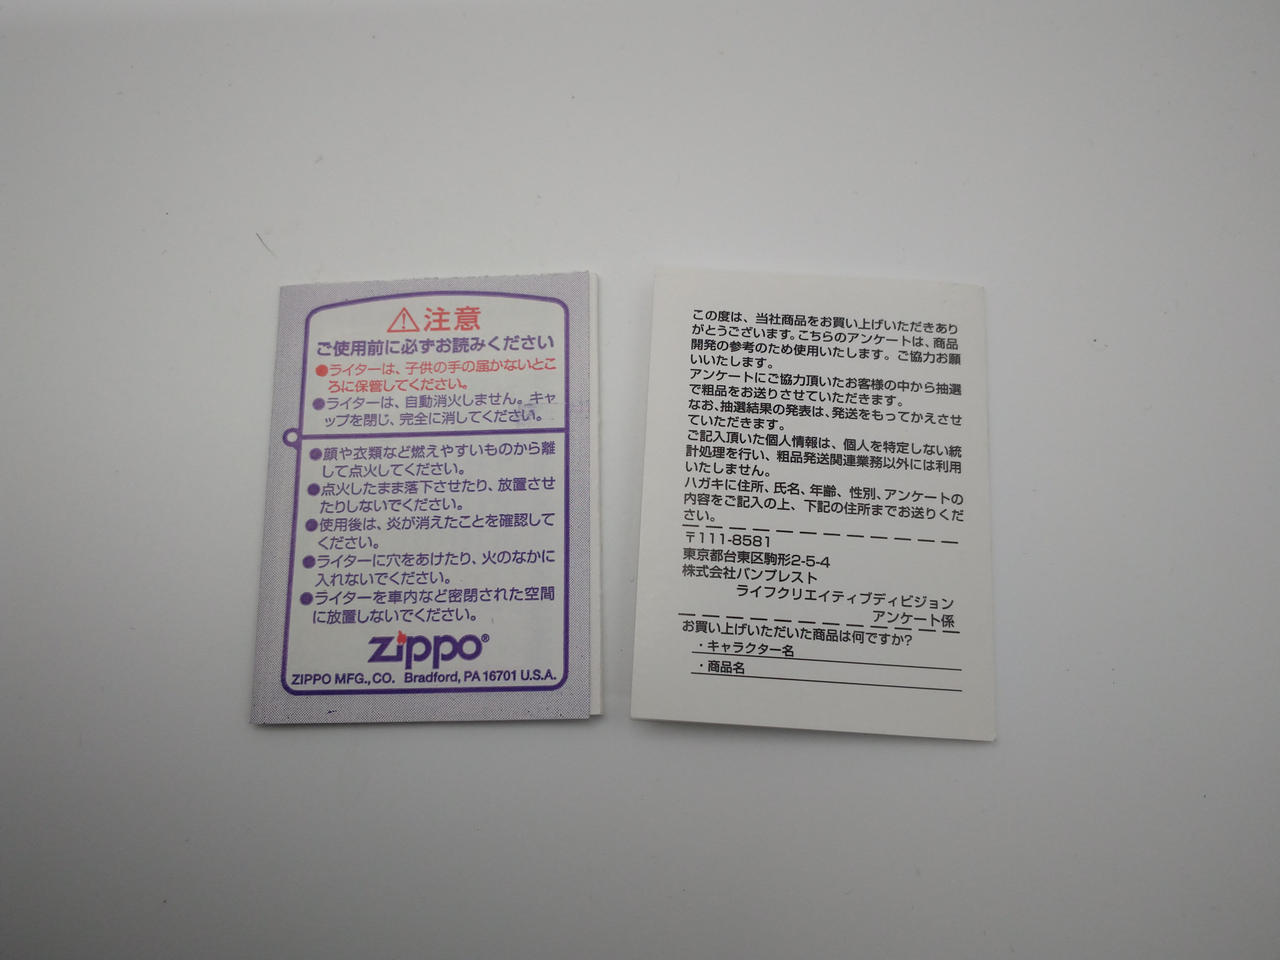 注意
ご使用前に必ずお読みください
●ライターは、子供の手の届かないとこ
ろに保管してください。
●ライターは、自動消火しません。キャ
ップを閉じ、完全に消してください。
●顔や衣類など燃えやすいものから離
して点火してください。
●点火したまま落下させたり、放置させ
たりしないでください。
●使用後は、炎が消えたことを確認して
ください。
●ライターに穴をあけたり、火のなかに
入れないでください。
●ライターを車内など密閉された空間
に放置しないでください。
Zippo®
ZIPPO MFG., CO. Bradford, PA 16701 U.S.A.
この度は、当社商品をお買い上げいただきあり
がとうございます。こちらのアンケートは、商品
開発の参考のため使用いたします。ご協力お願
いいたします。
アンケートにご協力頂いたお客様の中から抽選
で粗品をお送りさせていただきます。
なお、抽選結果の発表は、発送をもってかえさせ
ていただきます。
ご記入頂いた個人情報は、個人を特定しない統
計処理を行い、粗品発送関連業務以外には利用
いたしません。
ハガキに住所、氏名、年齢、性別、アンケートの
内容をご記入の上、下記の住所までお送りくだ
さい。
〒111-8581
東京都台東区駒形2-5-4
株式会社バンプレスト
ライフクリエイティブディビジョン
アンケート係
お買い上げいただいた商品は何ですか?
・キャラクター名
・商品名